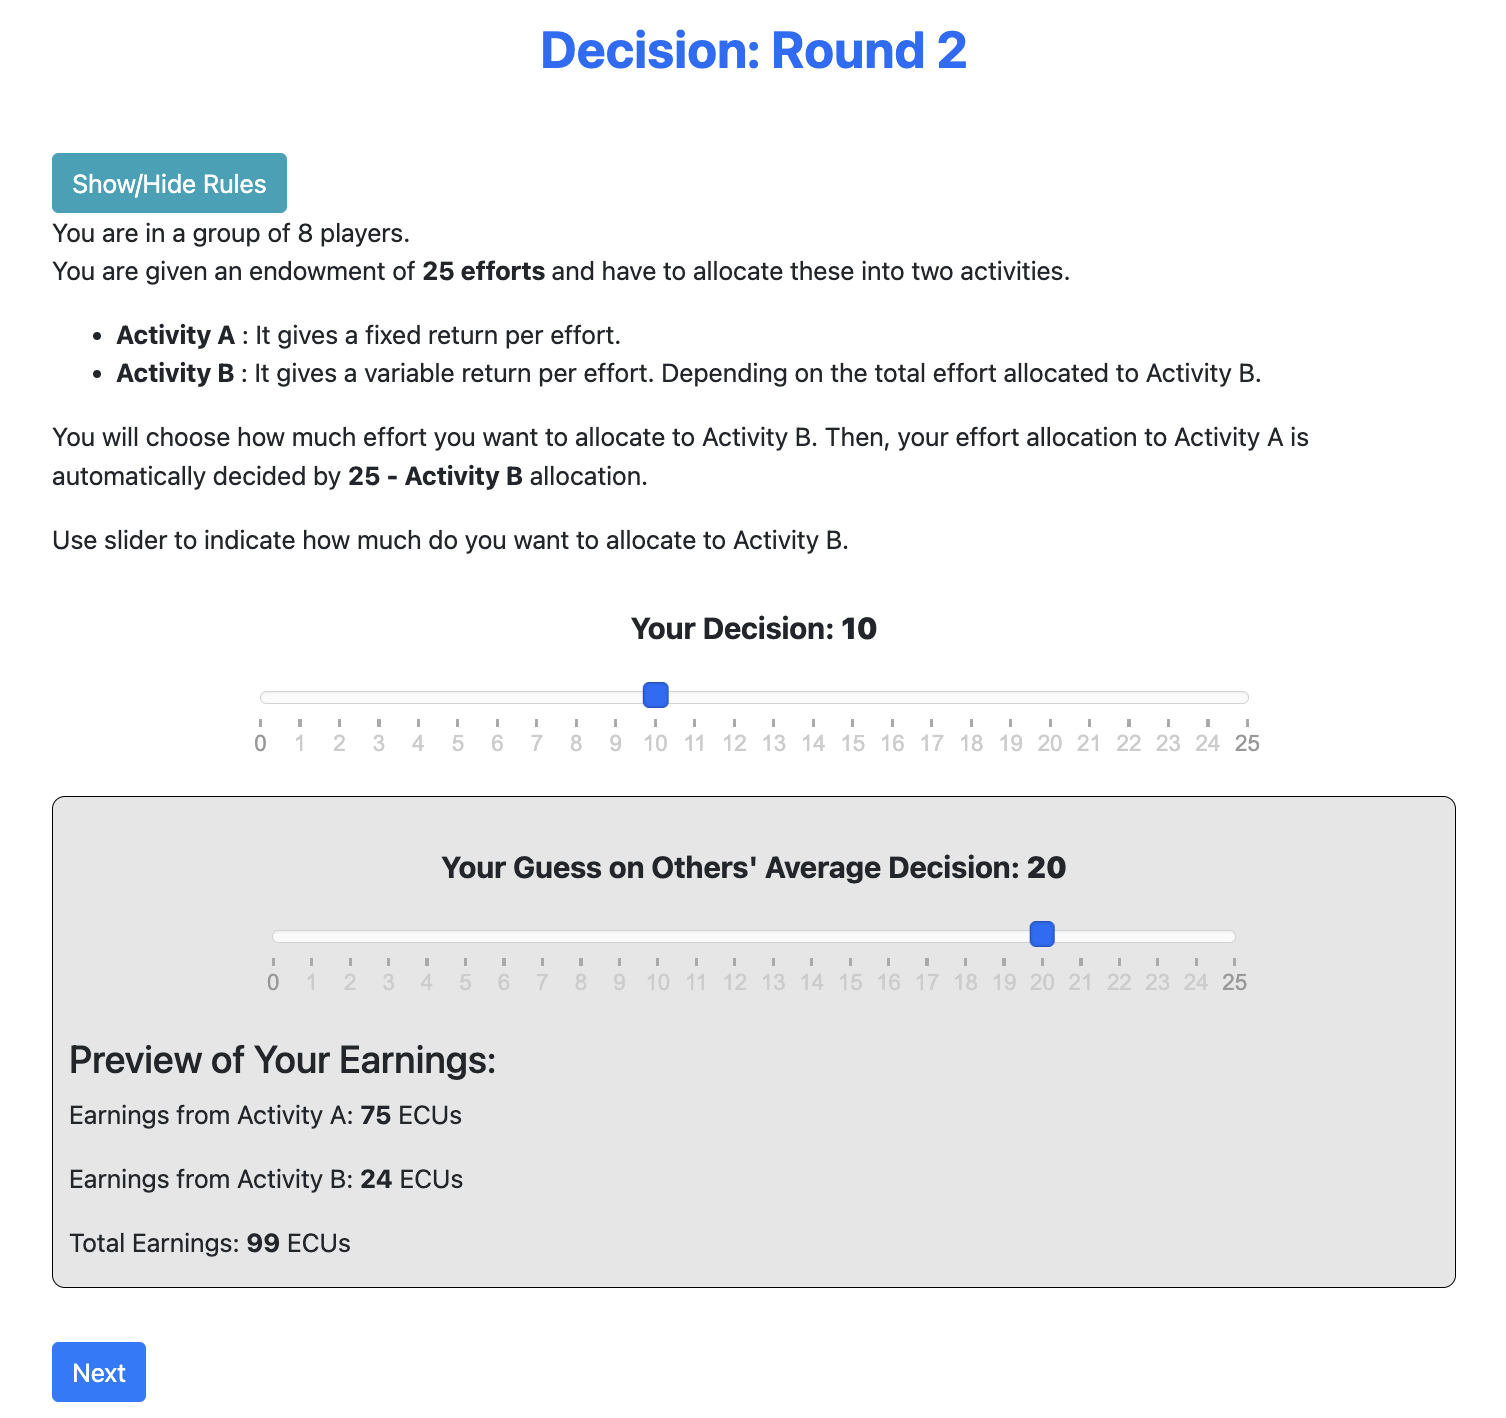 Decision: Round 2
Show/Hide Rules
You are in a group of 8 players.
You are given an endowment of 25 efforts and have to allocate these into two activities.
• Activity A : It gives a fixed return per effort.
• Activity B : It gives a variable return per effort. Depending on the total effort allocated to Activity B.
You will choose how much effort you want to allocate to Activity B. Then, your effort allocation to Activity A is
automatically decided by 25 - Activity B allocation.
Use slider to indicate how much do you want to allocate to Activity B.
Your Decision: 10
0 1 2 3 4 5 6 7 8 9 10 11 12 13 14 15 16 17 18 19 20 21 22 23 24 25
Your Guess on Others' Average Decision: 20
0 1 2 3 4 5 6 7 8 9 10 11 12 13 14 15 16 17 18 19 20 21 22 23 24 25
Preview of Your Earnings:
Earnings from Activity A: 75 ECUs
Earnings from Activity B: 24 ECUs
Total Earnings: 99 ECUs
Next